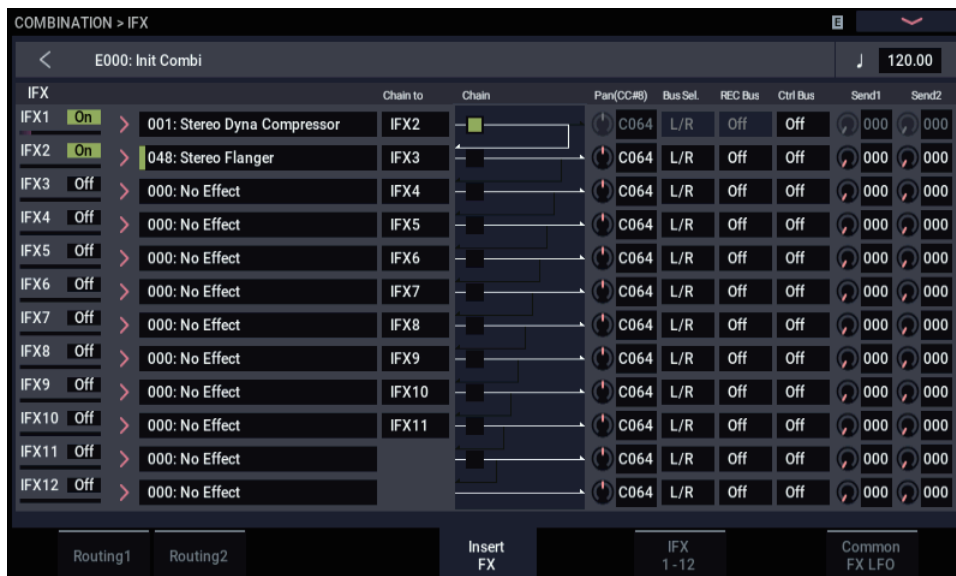 COMBINATION > IFX E
E000: Init Combi ♩ 120.00
IFX Chain to Chain Pan(CC#8) Bus Sel. REC Bus Ctrl Bus Send1 Send2
IFX1 On 001: Stereo Dyna Compressor IFX2 C064 L/R Off Off 000 000
IFX2 On 048: Stereo Flanger IFX3 C064 L/R Off Off 000 000
IFX3 Off 000: No Effect IFX4 C064 L/R Off Off 000 000
IFX4 Off 000: No Effect IFX5 C064 L/R Off Off 000 000
IFX5 Off 000: No Effect IFX6 C064 L/R Off Off 000 000
IFX6 Off 000: No Effect IFX7 C064 L/R Off Off 000 000
IFX7 Off 000: No Effect IFX8 C064 L/R Off Off 000 000
IFX8 Off 000: No Effect IFX9 C064 L/R Off Off 000 000
IFX9 Off 000: No Effect IFX10 C064 L/R Off Off 000 000
IFX10 Off 000: No Effect IFX11 C064 L/R Off Off 000 000
IFX11 Off 000: No Effect C064 L/R Off Off 000 000
IFX12 Off 000: No Effect C064 L/R Off Off 000 000
Routing1 Routing2 Insert IFX Common
FX 1-12 FX LFO